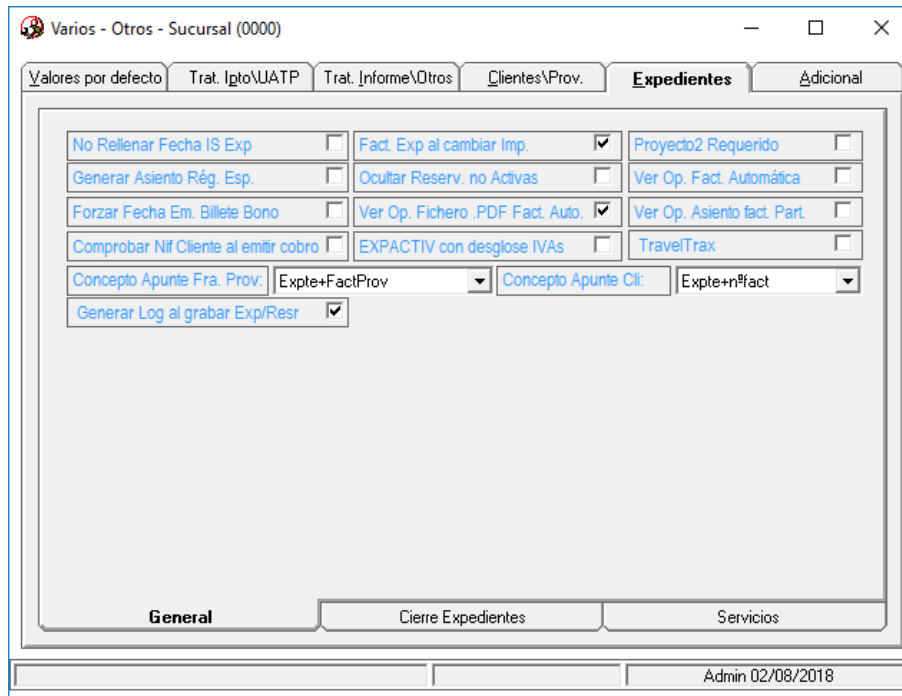 Varios - Otros - Sucursal (0000)
Valores por defecto Trat. Ipto\UATP Trat. Informe\Otros Clientes\Prov. Expedientes Adicional
No Rellenar Fecha IS Exp Fact. Exp al cambiar Imp. Proyecto2 Requerido
Generar Asiento Rég. Esp. Ocultar Reserv. no Activas Ver Op. Fact. Automática
Forzar Fecha Em. Billete Bono Ver Op. Fichero .PDF Fact. Auto. Ver Op. Asiento fact. Part.
Comprobar Nif Cliente al emitir cobro EXPACTIV con desglose IVAs TravelTrax
Concepto Apunte Fra. Prov: Expte+FactProv Concepto Apunte Cli: Expte+nºfact
Generar Log al grabar Exp/Resr
General Cierre Expedientes Servicios
Admin 02/08/2018